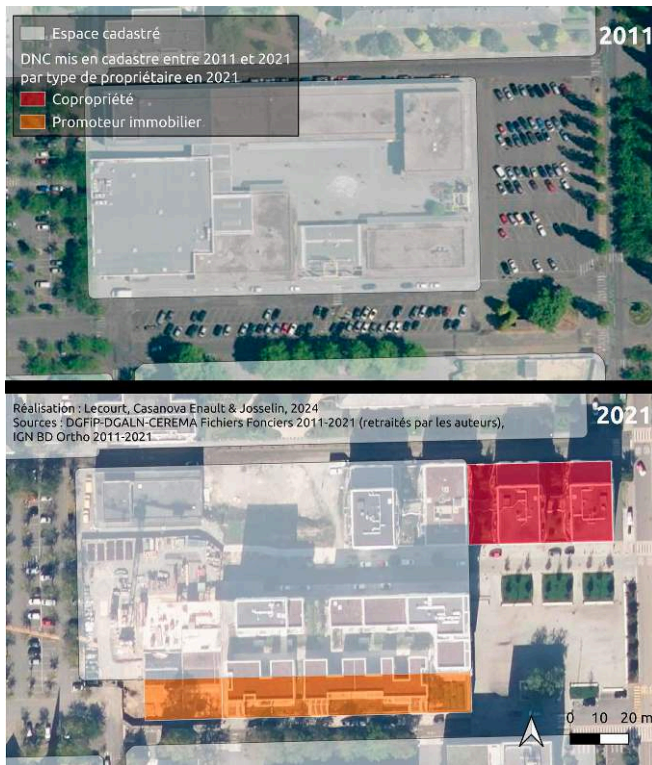 Espace cadastré
DNC mis en cadastre entre 2011 et 2021
par type de propriétaire en 2021
Copropriété
Promoteur immobilier
2011
Réalisation : Lecourt, Casanova Enault & Josselin, 2024
Sources : DGFiP-DGALN-CEREMA Fichiers Fonciers 2011-2021 (retraités par les auteurs),
IGN BD Ortho 2011-2021
2021
0 10 20 m